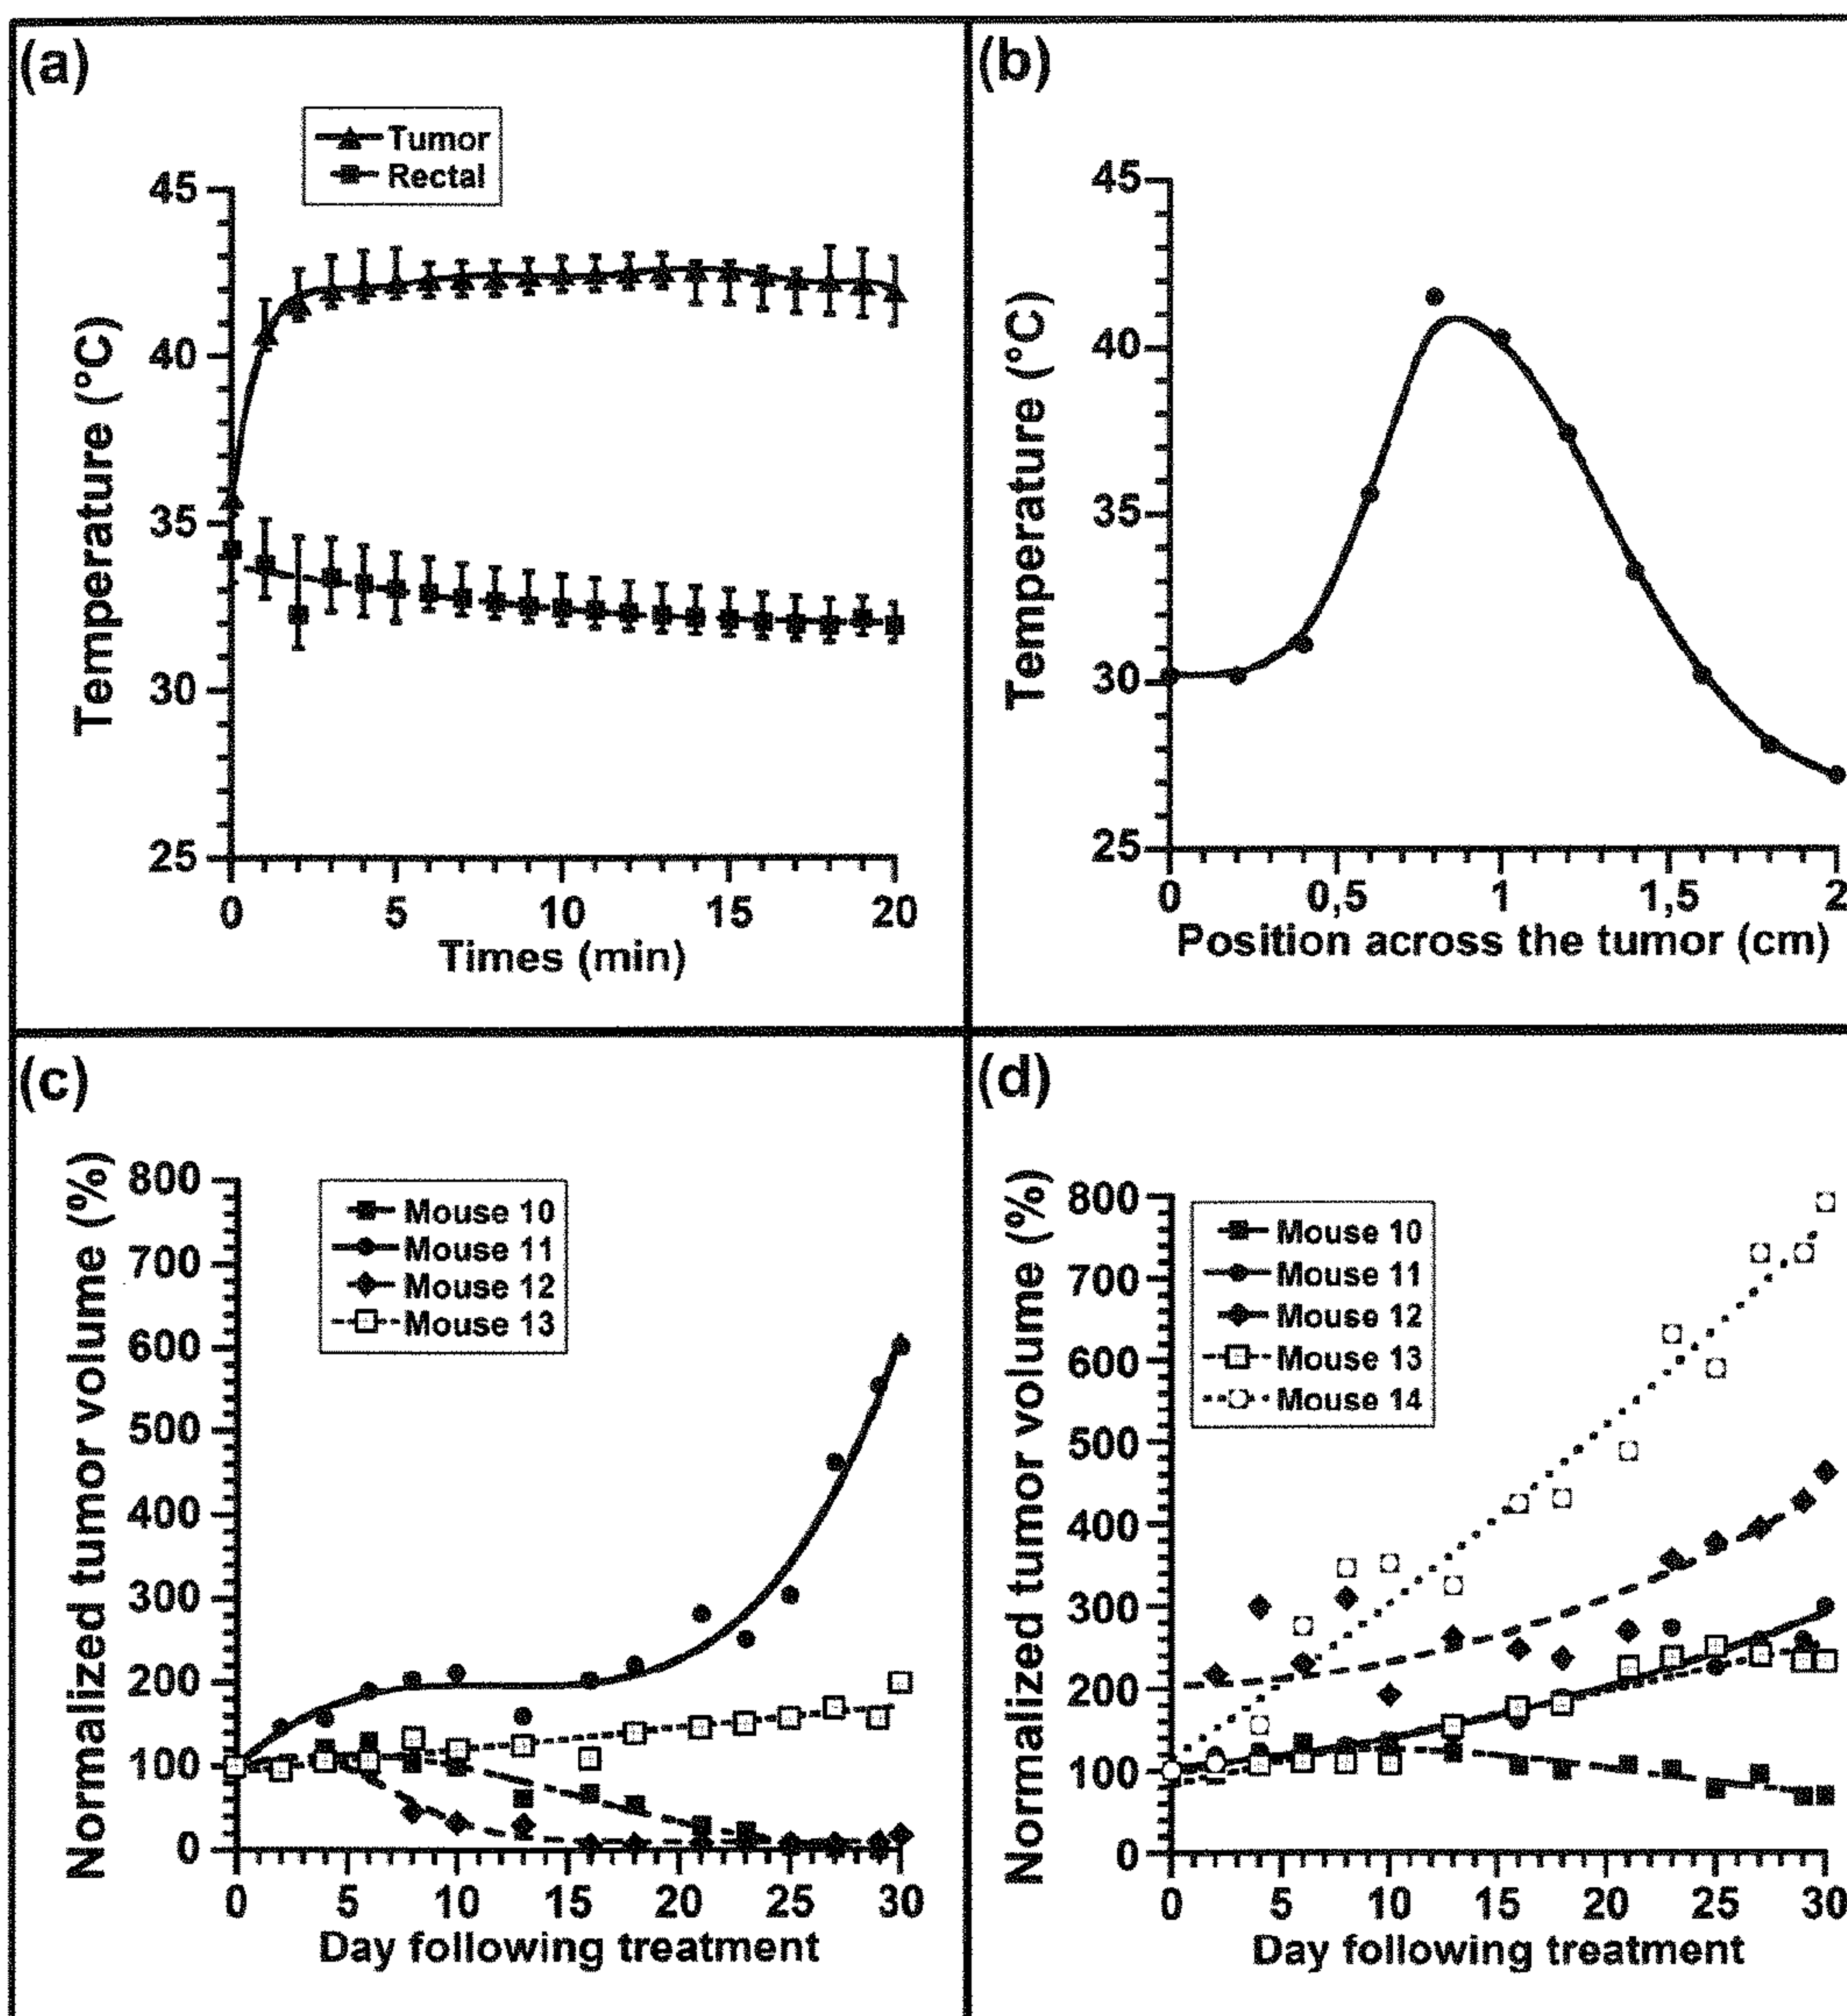 (a)
Tumor
Rectal
45
40
35
30
25
Temperature (°C)
0 5 10 15 20
Times (min)
(b)
45
40
35
30
25
Temperature (°C)
0 0,5 1 1,5 2
Position across the tumor (cm)
(c)
Mouse 10
Mouse 11
Mouse 12
Mouse 13
800
700
600
500
400
300
200
100
0
Normalized tumor volume (%)
0 5 10 15 20 25 30
Day following treatment
(d)
Mouse 10
Mouse 11
Mouse 12
Mouse 13
Mouse 14
800
700
600
500
400
300
200
100
0
Normalized tumor volume (%)
0 5 10 15 20 25 30
Day following treatment